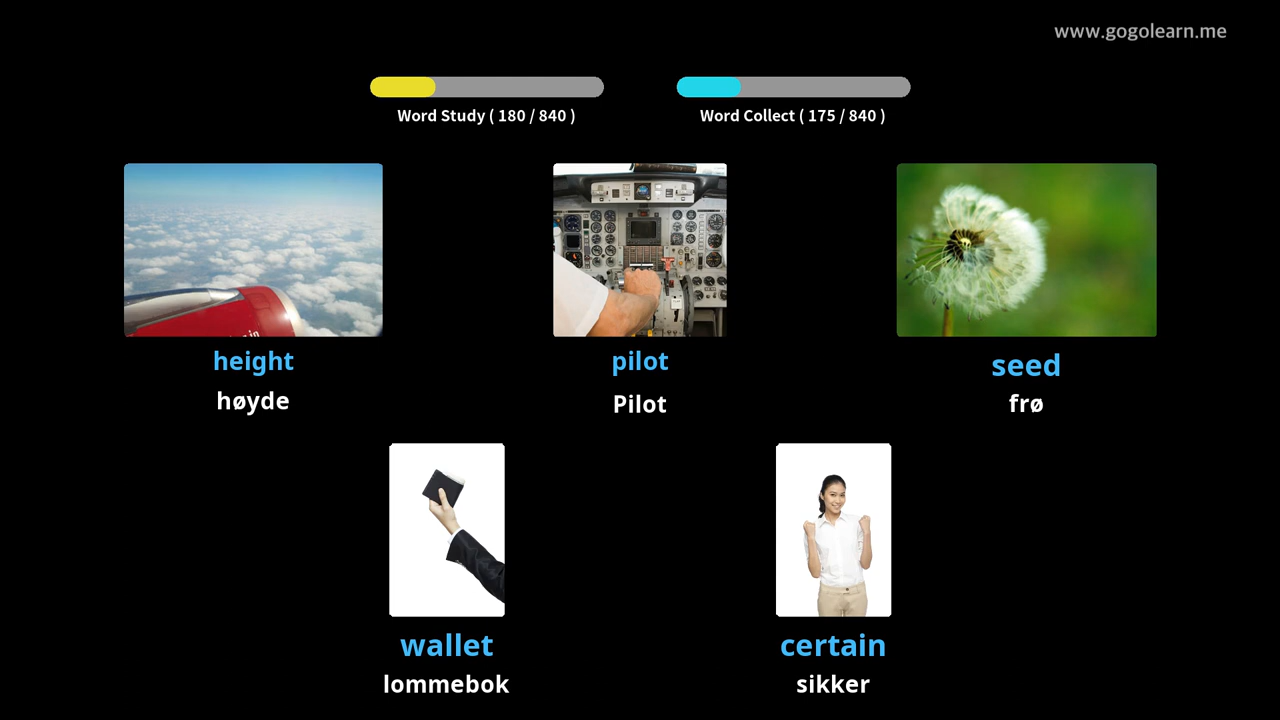 www.gogolearn.me
Word Study ( 180 / 840 )
Word Collect ( 175 / 840 )
height
høyde
pilot
Pilot
seed
frø
wallet
lommebok
certain
sikker